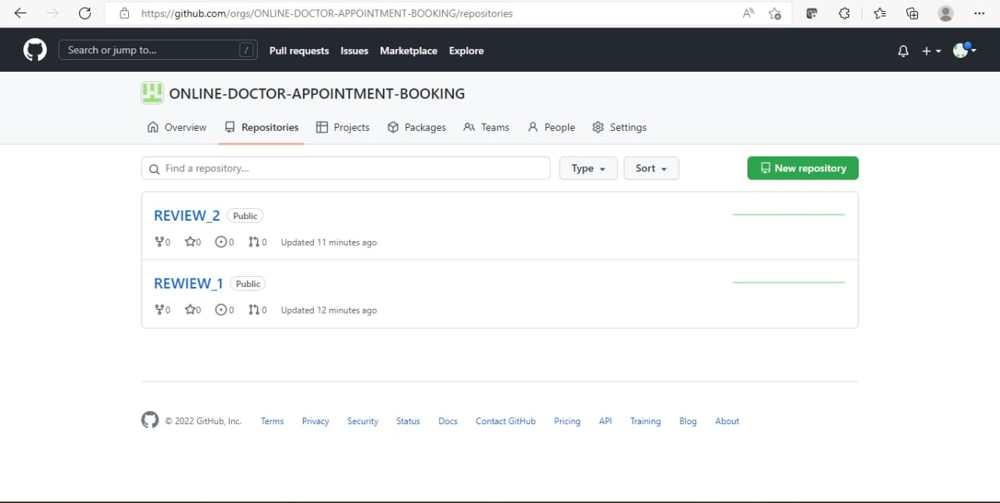 https://github.com/orgs/ONLINE-DOCTOR-APPOINTMENT-BOOKING/repositories
Search or jump to... / Pull requests Issues Marketplace Explore
ONLINE-DOCTOR-APPOINTMENT-BOOKING
Overview Repositories Projects Packages Teams People Settings
Find a repository... Type Sort New repository
REVIEW_2 Public
0 0 0 0 Updated 11 minutes ago
REWIEW_1 Public
0 0 0 0 Updated 12 minutes ago
© 2022 GitHub, Inc. Terms Privacy Security Status Docs Contact GitHub Pricing API Training Blog About